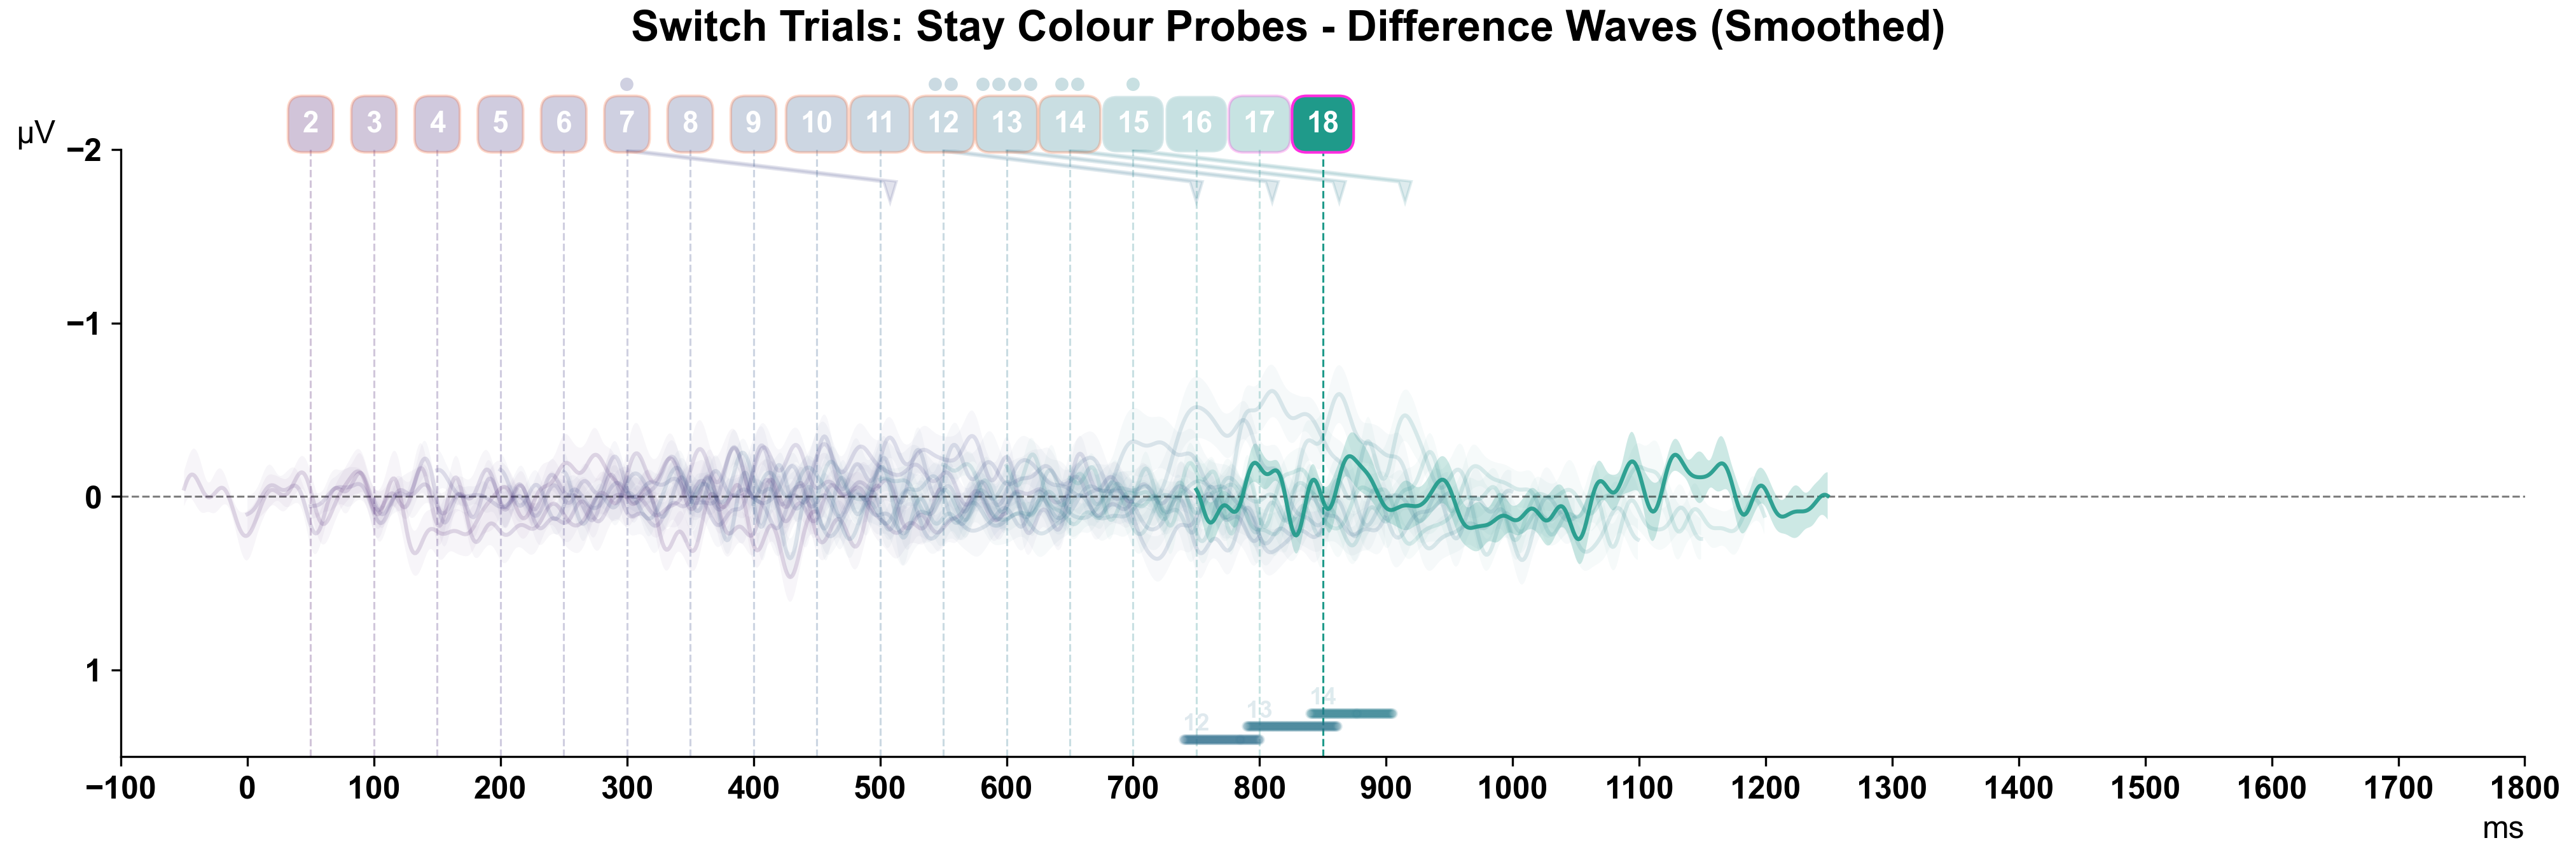 Switch Trials: Stay Colour Probes - Difference Waves (Smoothed)
2 3 4 5 6 7 8 9 10 11 12 13 14 15 16 17 18
µV
−2
−1
0
1
14
13
12
−100 0 100 200 300 400 500 600 700 800 900 1000 1100 1200 1300 1400 1500 1600 1700 1800
ms